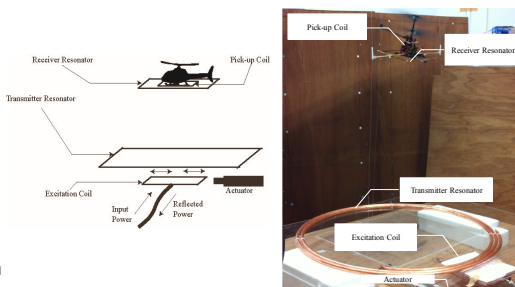 Receiver Resonator
Pick-up Coil
Transmitter Resonator
Excitation Coil
Actuator
Input
Power
Reflected
Power
Pick-up Coil
Receiver Resonator
Transmitter Resonator
Excitation Coil
Actuator